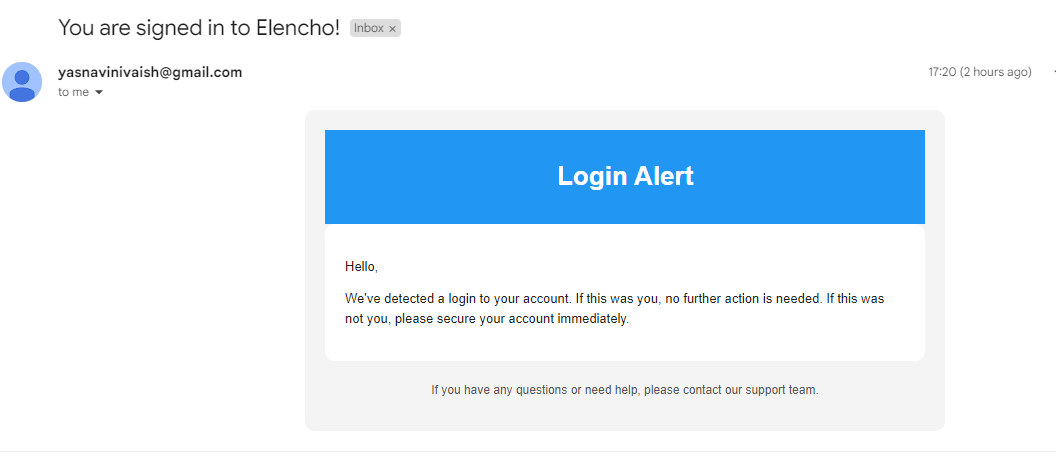 You are signed in to Elencho! Inbox ×
yasnavinivaish@gmail.com 17:20 (2 hours ago)
to me
Login Alert
Hello,
We've detected a login to your account. If this was you, no further action is needed. If this was
not you, please secure your account immediately.
If you have any questions or need help, please contact our support team.